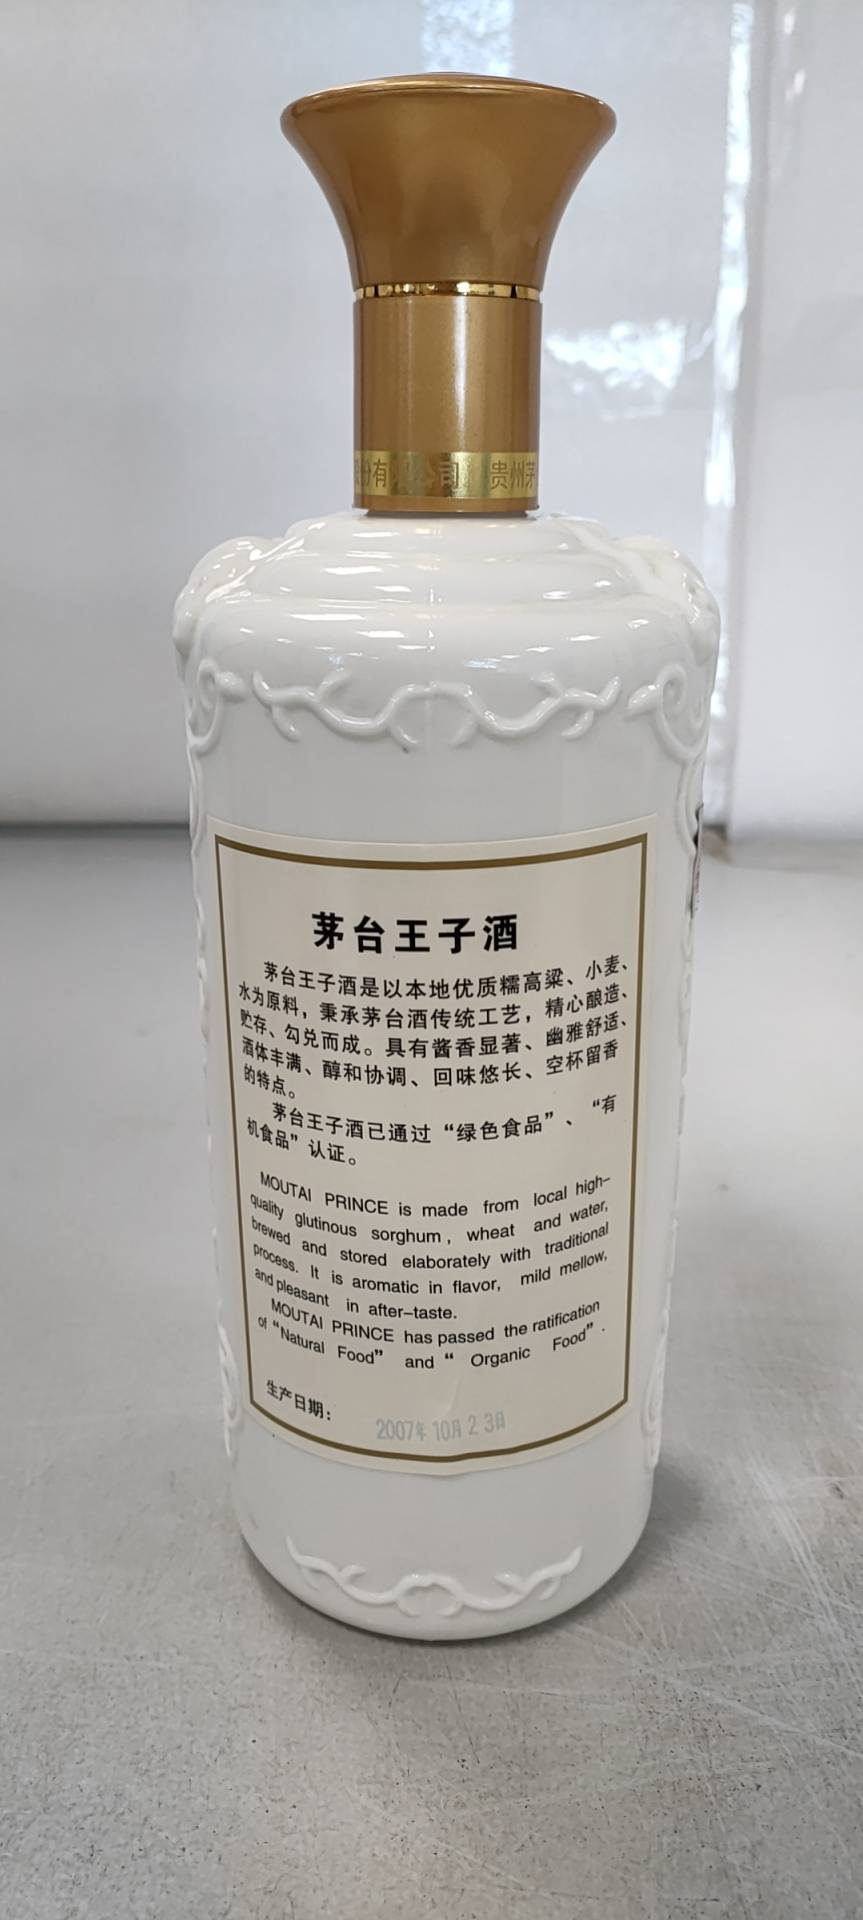 份有限公司 贵州茅
茅台王子酒
茅台王子酒是以本地优质糯高粱、小麦、
水为原料，秉承茅台酒传统工艺，精心酿造、
贮存、勾兑而成。具有酱香显著、幽雅舒适、
酒体丰满、醇和协调、回味悠长、空杯留香
的特点。
茅台王子酒已通过“绿色食品”、“有
机食品”认证。
MOUTAI PRINCE is made from local high-
quality glutinous sorghum, wheat and water,
brewed and stored elaborately with traditional
process. It is aromatic in flavor, mild mellow,
and pleasant in after-taste.
MOUTAI PRINCE has passed the ratification
of “Natural Food” and “ Organic Food”.
生产日期：
2007年10月23日